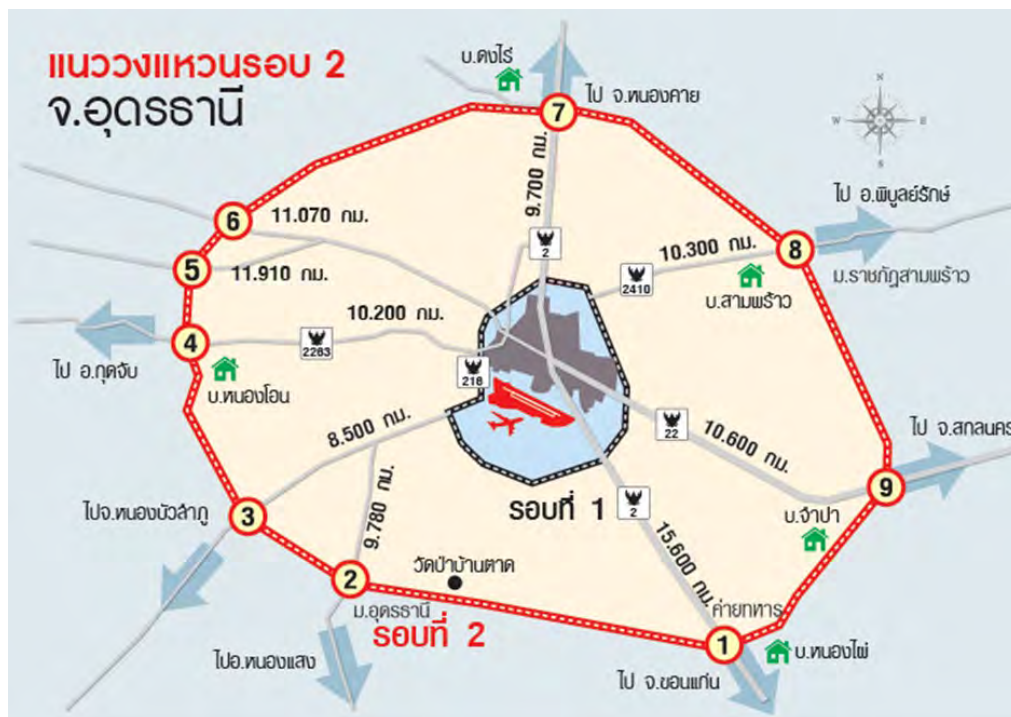 แนววงแหวนรอบ 2
จ.อุดรธานี
บ.ดงไร่
ไป จ.หนองคาย
7
N
W
E
S
9.700 กม.
ไป อ.พิบูลย์รักษ์
6
11.070 กม.
2
10.300 กม.
8
5
11.910 กม.
2410
บ.สามพร้าว
ม.ราชภัฏสามพร้าว
10.200 กม.
4
2263
218
ไป อ.กุดจับ
บ.หนองโอน
8.500 กม.
22
10.600 กม.
ไป จ.สกลนคร
9
รอบที่ 1
2
3
ไปจ.หนองบัวลำภู
9.780 กม.
15.600 กม.
บ.จำปา
2
วัดป่าบ้านตาด
ม.อุดรธานี
รอบที่ 2
ค่ายทหาร
1
บ.หนองไผ่
ไปอ.หนองแสง
ไป จ.ขอนแก่น